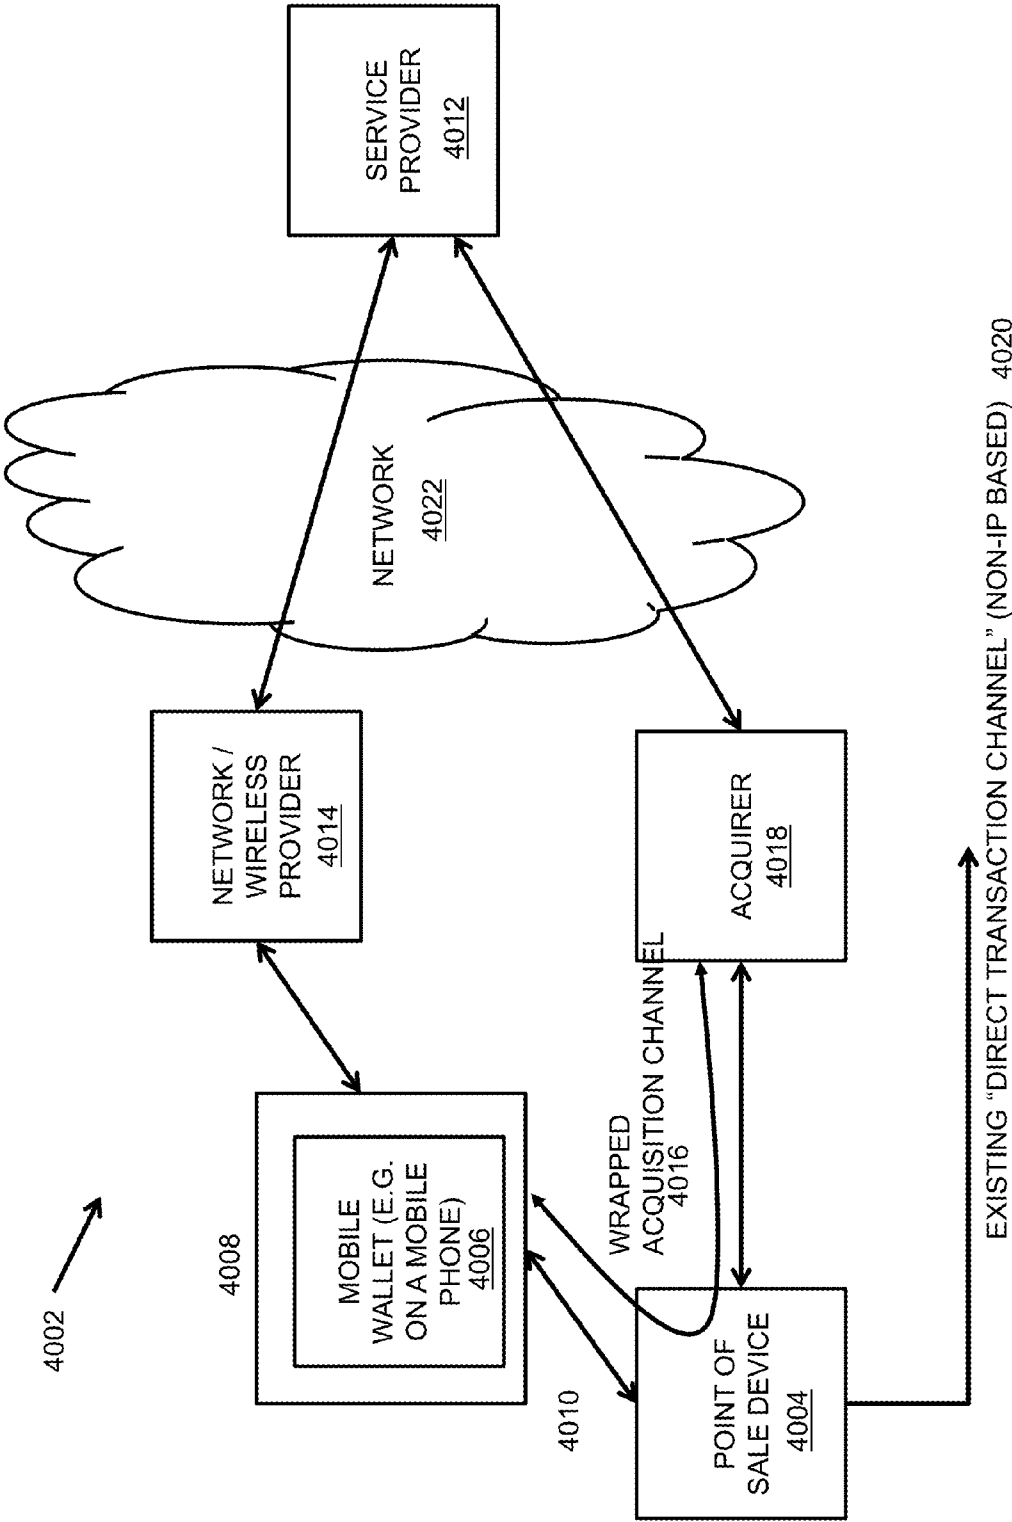 4002
4008
MOBILE
WALLET (E.G.
ON A MOBILE
PHONE)
4006
4010
POINT OF
SALE DEVICE
4004
WRAPPED
ACQUISITION CHANNEL
4016
NETWORK /
WIRELESS
PROVIDER
4014
ACQUIRER
4018
NETWORK
4022
SERVICE
PROVIDER
4012
EXISTING “DIRECT TRANSACTION CHANNEL” (NON-IP BASED) 4020